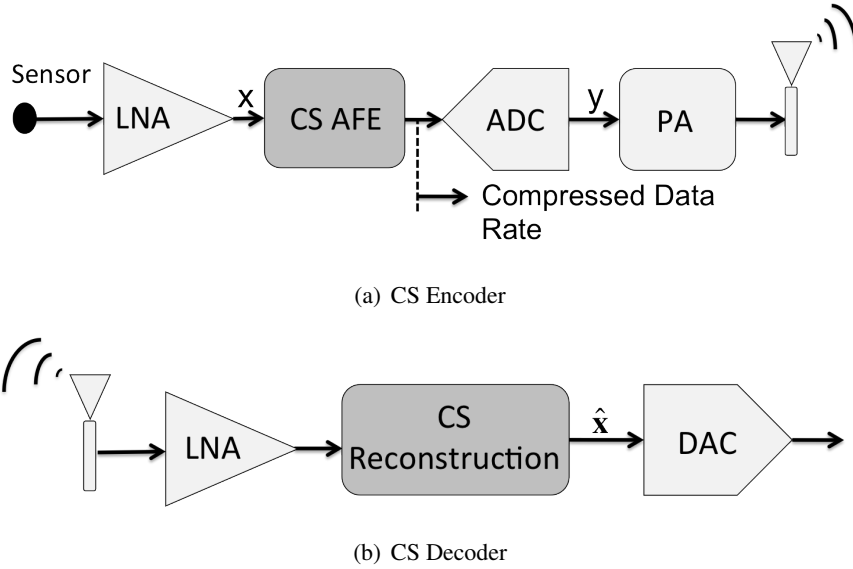 Sensor
LNA
x
CS AFE
ADC
y
PA
Compressed Data
Rate
(a) CS Encoder
LNA
CS
Reconstruction
x̂
DAC
(b) CS Decoder